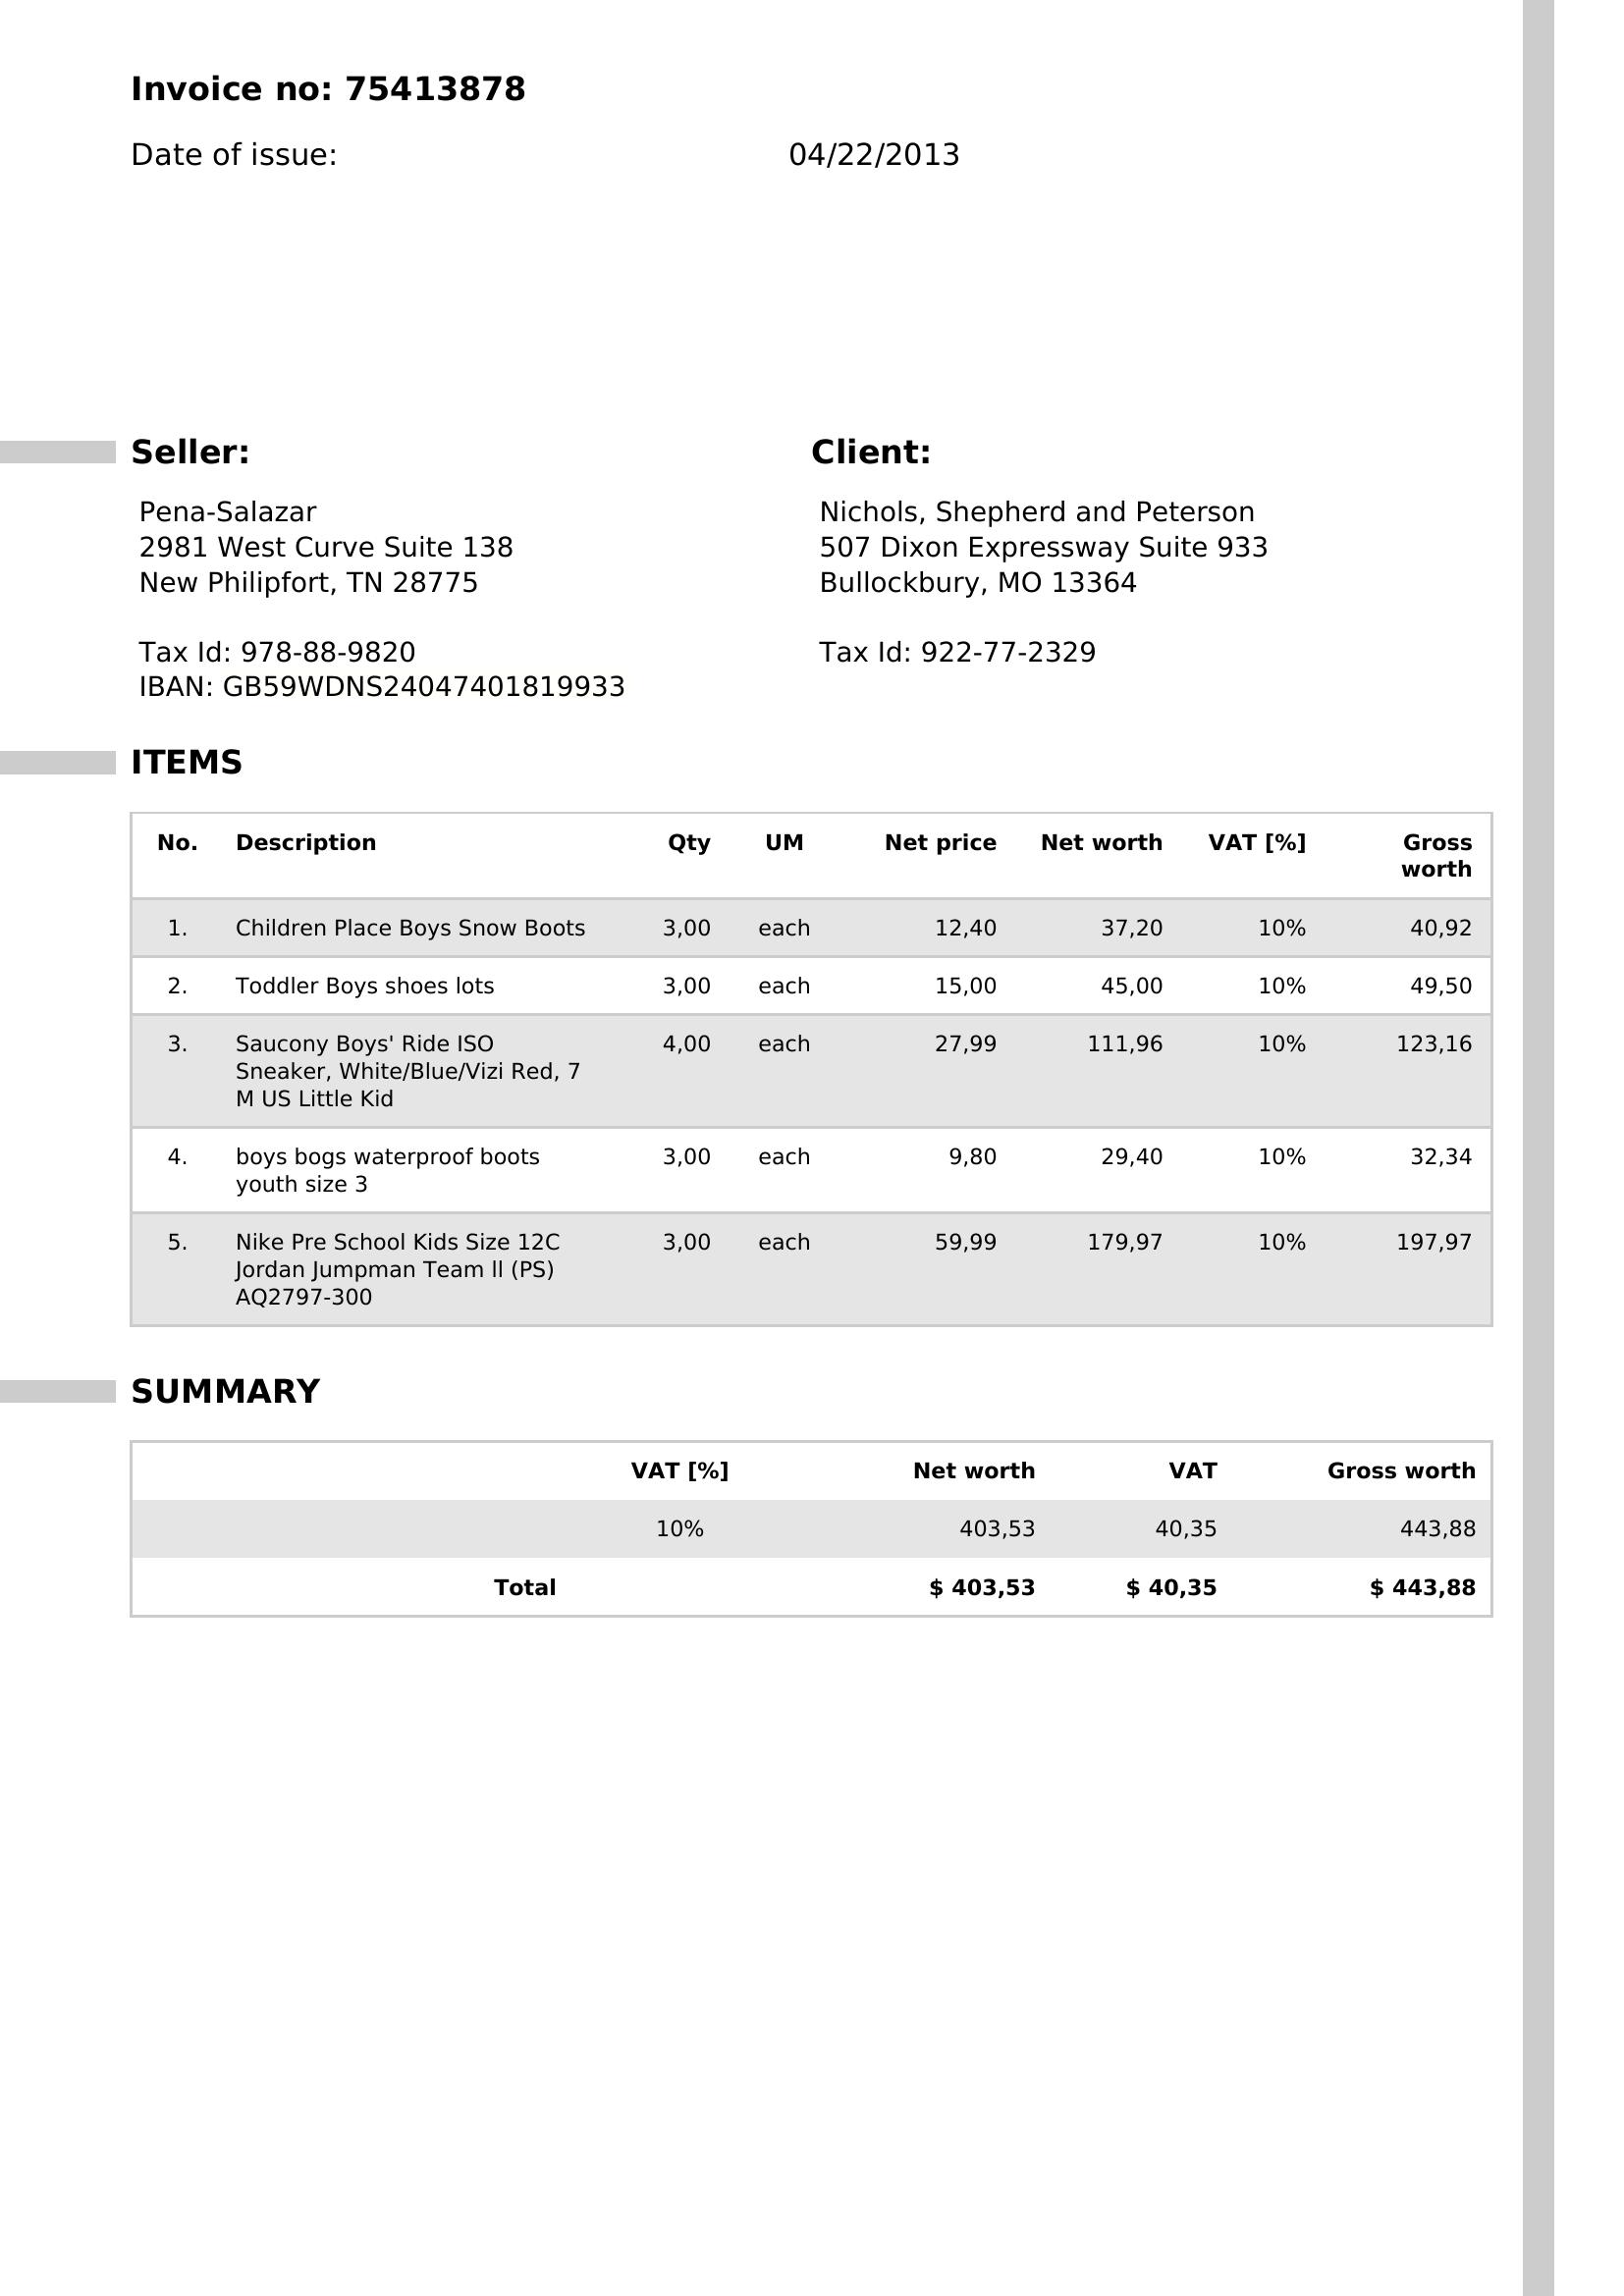 Invoice no: 75413878
Date of issue: 04/22/2013
Seller: Client:
Pena-Salazar Nichols, Shepherd and Peterson
2981 West Curve Suite 138 507 Dixon Expressway Suite 933
New Philipfort, TN 28775 Bullockbury, MO 13364
Tax Id: 978-88-9820 Tax Id: 922-77-2329
IBAN: GB59WDNS24047401819933
ITEMS
No. Description Qty UM Net price Net worth VAT [%] Gross
worth
1. Children Place Boys Snow Boots 3,00 each 12,40 37,20 10% 40,92
2. Toddler Boys shoes lots 3,00 each 15,00 45,00 10% 49,50
3. Saucony Boys' Ride ISO 4,00 each 27,99 111,96 10% 123,16
Sneaker, White/Blue/Vizi Red, 7
M US Little Kid
4. boys bogs waterproof boots 3,00 each 9,80 29,40 10% 32,34
youth size 3
5. Nike Pre School Kids Size 12C 3,00 each 59,99 179,97 10% 197,97
Jordan Jumpman Team ll (PS)
AQ2797-300
SUMMARY
VAT [%] Net worth VAT Gross worth
10% 403,53 40,35 443,88
Total $ 403,53 $ 40,35 $ 443,88